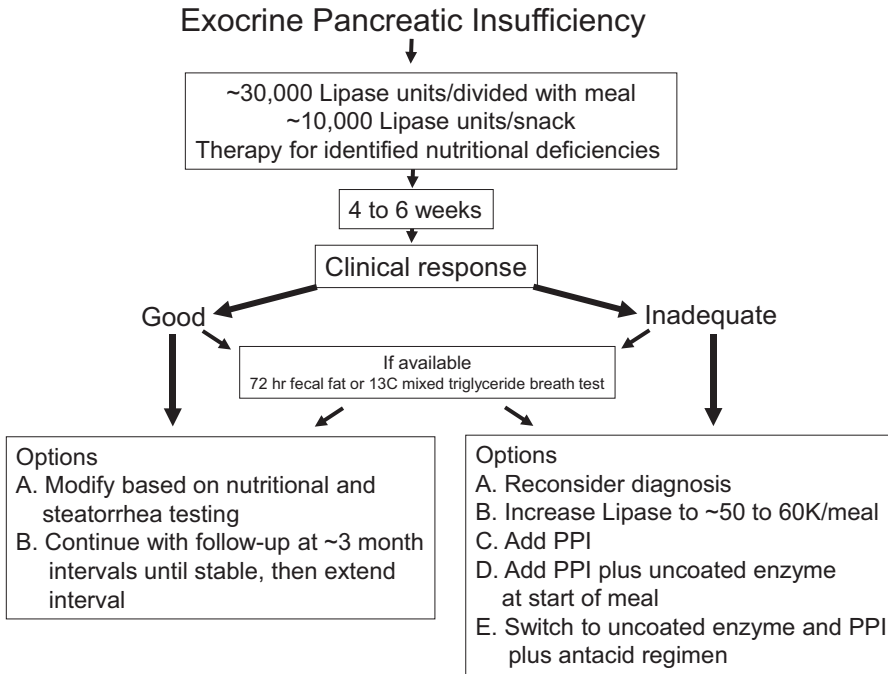 Exocrine Pancreatic Insufficiency
~30,000 Lipase units/divided with meal
~10,000 Lipase units/snack
Therapy for identified nutritional deficiencies
4 to 6 weeks
Clinical response
Good
Inadequate
If available
72 hr fecal fat or 13C mixed triglyceride breath test
Options
A. Modify based on nutritional and
steatorrhea testing
B. Continue with follow-up at ~3 month
intervals until stable, then extend
interval
Options
A. Reconsider diagnosis
B. Increase Lipase to ~50 to 60K/meal
C. Add PPI
D. Add PPI plus uncoated enzyme
at start of meal
E. Switch to uncoated enzyme and PPI
plus antacid regimen